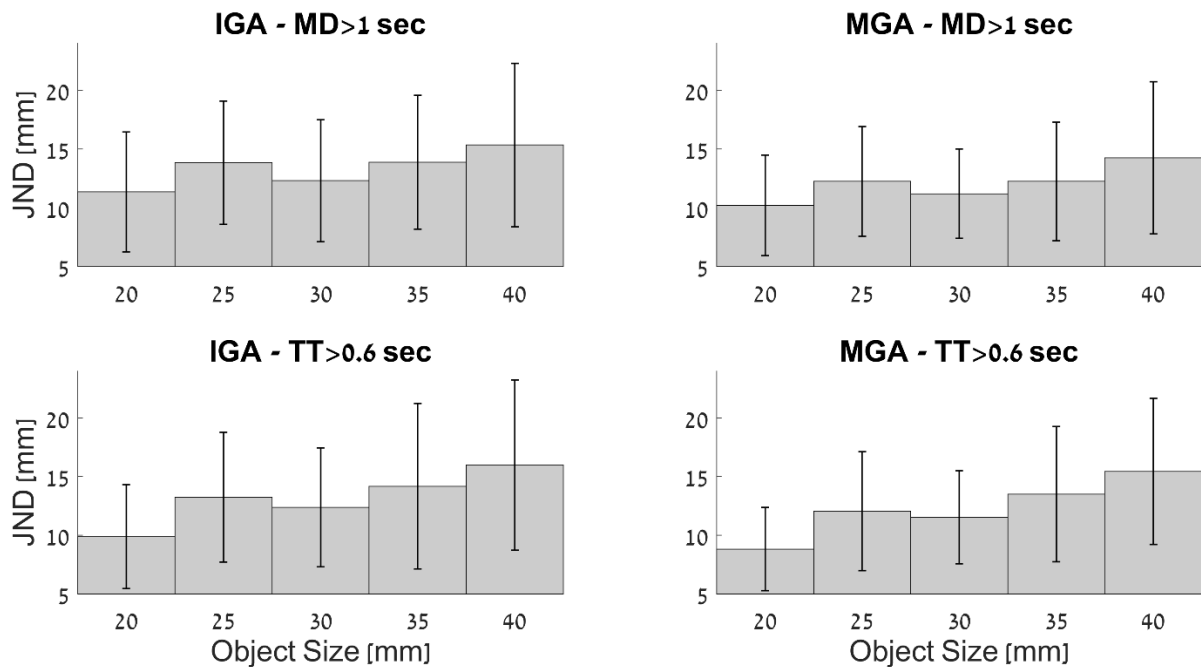 IGA - MD>1 sec
MGA - MD>1 sec
JND [mm]
20
15
10
5
20 25 30 35 40
20
15
10
5
20 25 30 35 40
IGA - TT>0.6 sec
MGA - TT>0.6 sec
JND [mm]
20
15
10
5
20 25 30 35 40
Object Size [mm]
20
15
10
5
20 25 30 35 40
Object Size [mm]